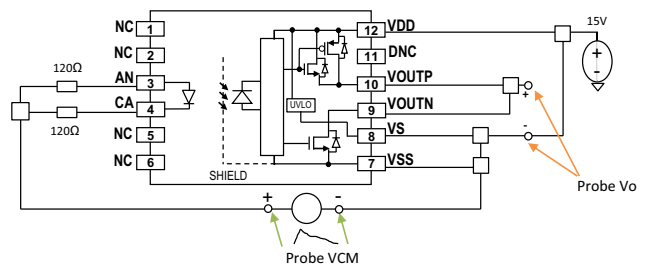 NC 1
NC 2
120Ω AN 3
120Ω CA 4
NC 5
NC 6
SHIELD
UVLO
12 VDD
11 DNC
10 VOUTP
9 VOUTN
8 VS
7 VSS
15V
+
-
+
-
Probe Vo
+
-
Probe VCM